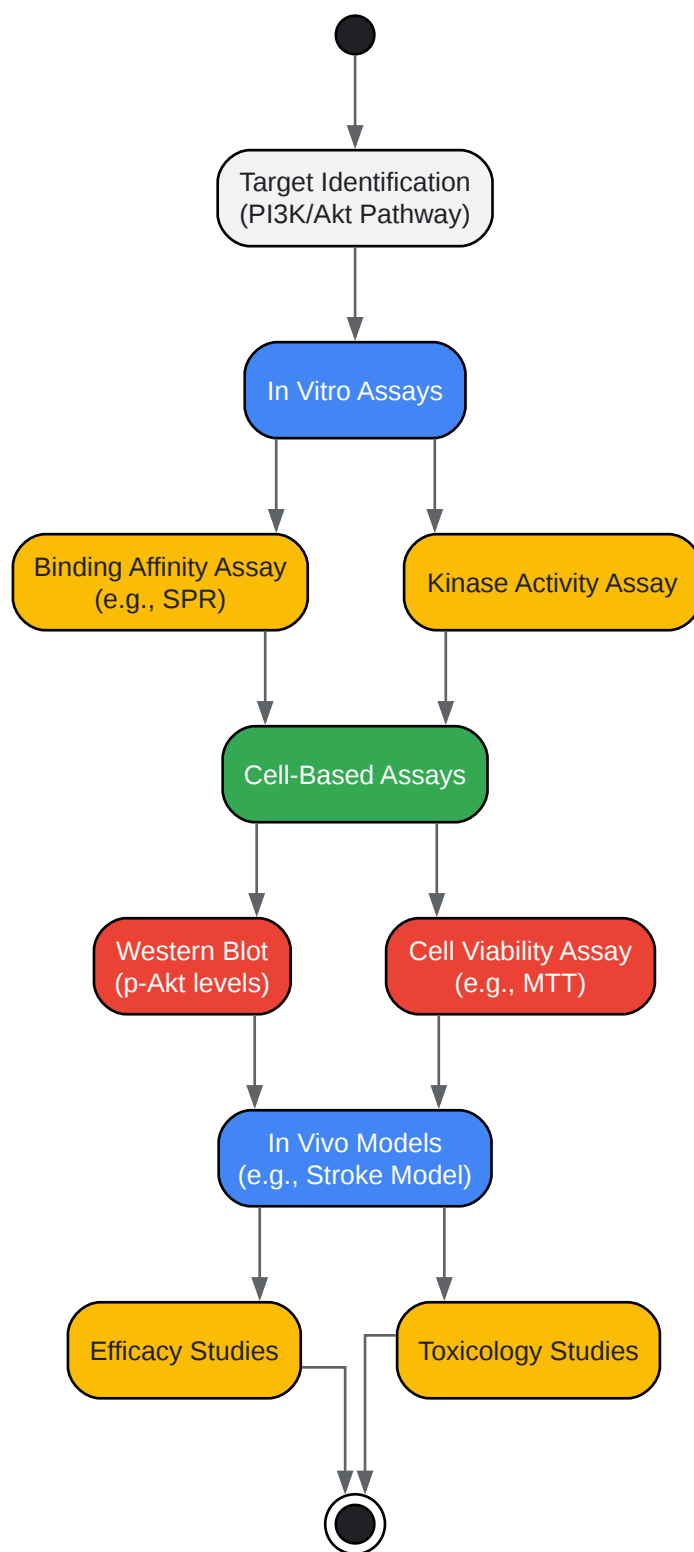 Target Identification
(PI3K/Akt Pathway)
In Vitro Assays
Binding Affinity Assay
(e.g., SPR)
Kinase Activity Assay
Cell-Based Assays
Western Blot
(p-Akt levels)
Cell Viability Assay
(e.g., MTT)
In Vivo Models
(e.g., Stroke Model)
Efficacy Studies
Toxicology Studies